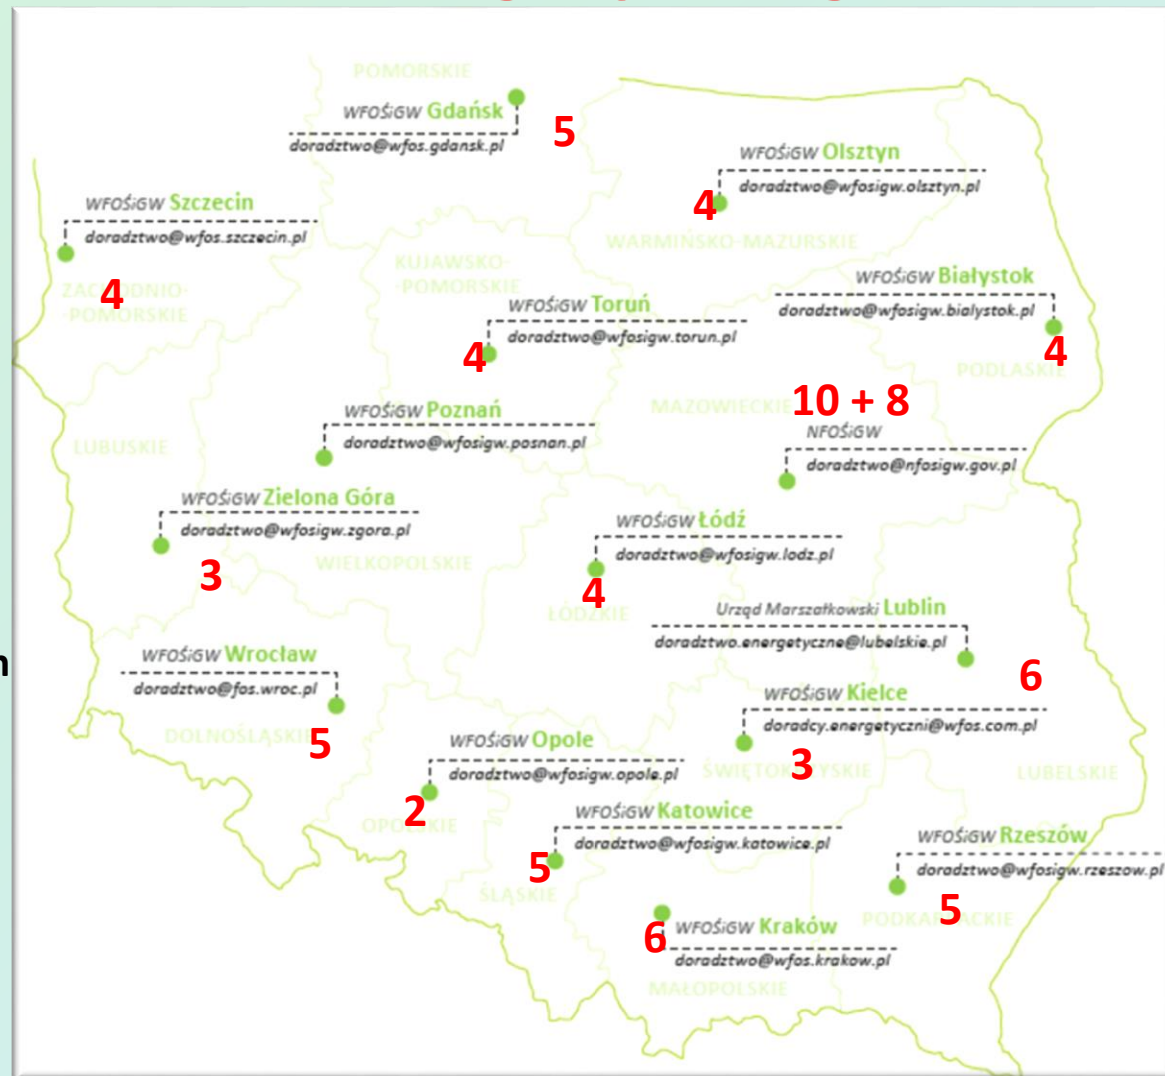 POMORSKIE
WFOŚiGW Gdańsk
doradztwo@wfos.gdansk.pl
5
WFOŚiGW Olsztyn
doradztwo@wfosigw.olsztyn.pl
4
WARMIŃSKO-MAZURSKIE
WFOŚiGW Szczecin
doradztwo@wfos.szczecin.pl
4
-POMORSKIE
KUJAWSKO-
-POMORSKIE
WFOŚiGW Białystok
doradztwo@wfosigw.bialystok.pl
4
PODLASKIE
WFOŚiGW Toruń
doradztwo@wfosigw.torun.pl
4
MAZOWIECKIE
10 + 8
NFOŚiGW
doradztwo@nfosigw.gov.pl
WFOŚiGW Poznań
doradztwo@wfosigw.posnan.pl
LUBUSKIE
WFOŚiGW Zielona Góra
doradztwo@wfosigw.zgora.pl
3
WIELKOPOLSKIE
WFOŚiGW Łódź
doradztwo@wfosigw.lodz.pl
4
ŁÓDZKIE
Urząd Marszałkowski Lublin
doradztwo.energetyczne@lubelskie.pl
6
n
WFOŚiGW Wrocław
doradztwo@fos.wroc.pl
DOLNOŚLĄSKIE
5
WFOŚiGW Kielce
doradcy.energetyczni@wfos.com.pl
3
LUBELSKIE
WFOŚiGW Opole
doradztwo@wfosigw.opole.pl
2
OPOLSKIE
WFOŚiGW Katowice
doradztwo@wfosigw.katowice.pl
5
ŚLĄSKIE
WFOŚiGW Rzeszów
doradztwo@wfosigw.rzeszow.pl
5
WFOŚiGW Kraków
doradztwo@wfos.krakow.pl
6
MAŁOPOLSKIE